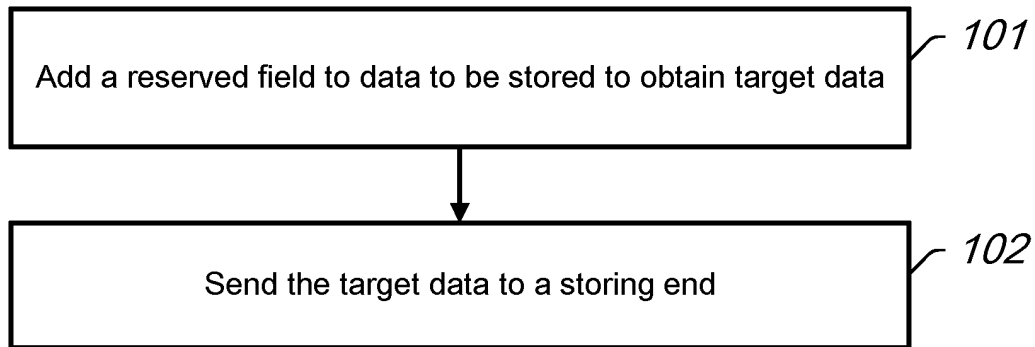 101
Add a reserved field to data to be stored to obtain target data
102
Send the target data to a storing end